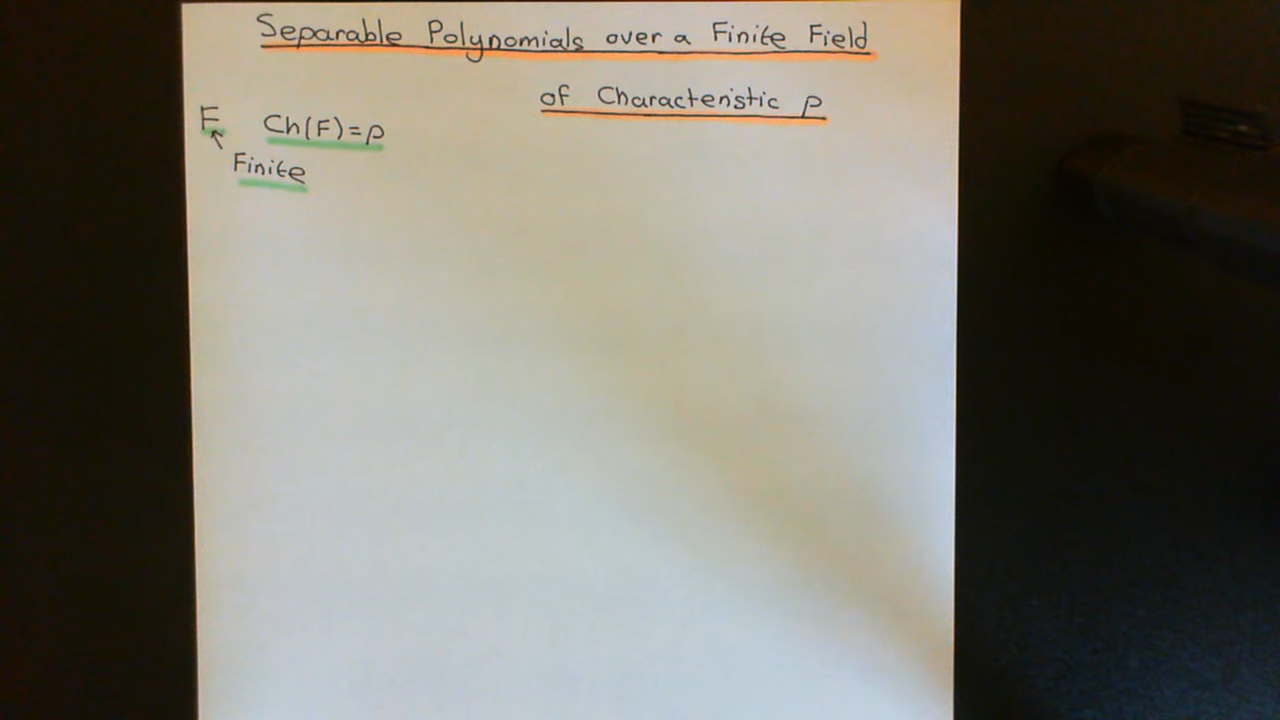 Separable Polynomials over a Finite Field
of Characteristic p
F Ch(F)=p
Finite